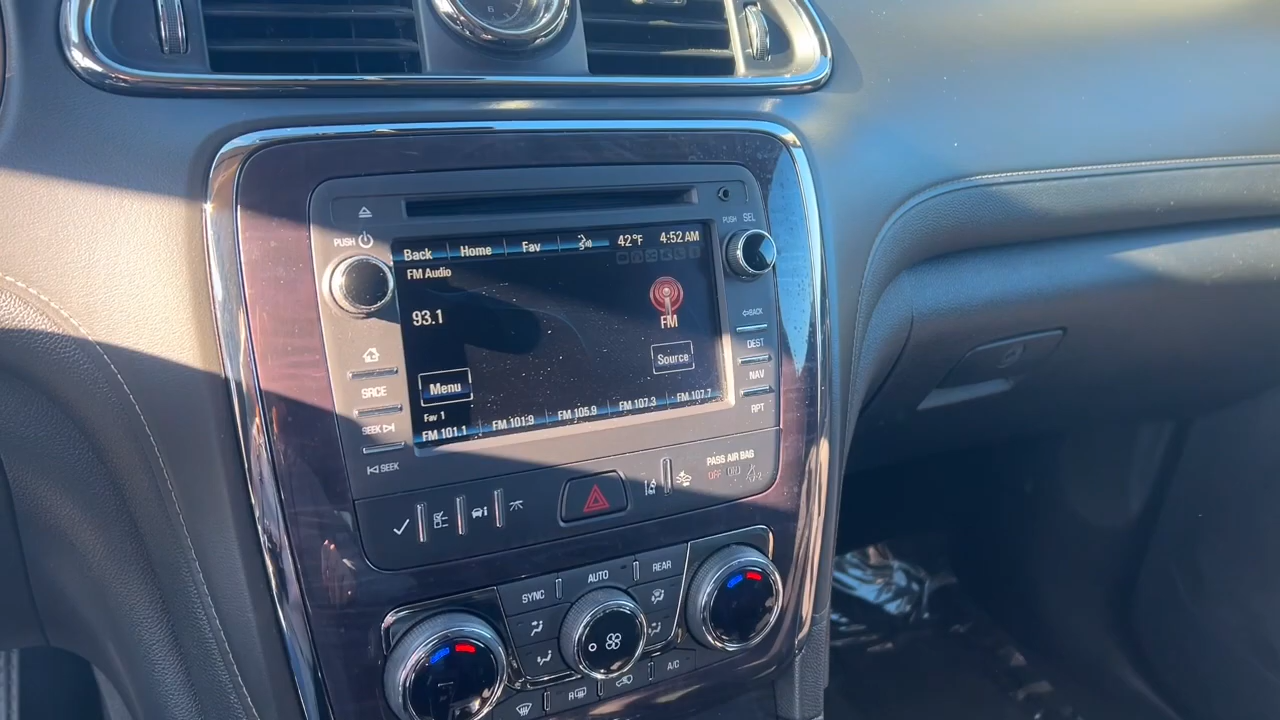 PUSH
PUSH SEL
Back Home Fav 42°F 4:52 AM
FM Audio
93.1
FM
BACK
DEST
Source
NAV
Menu
SRCE
RPT
Fav 1
SEEK
FM 101.1 FM 101.9 FM 105.9 FM 107.3 FM 107.7
SEEK
PASS AIR BAG
OFF ON
SYNC AUTO REAR
A/C
R